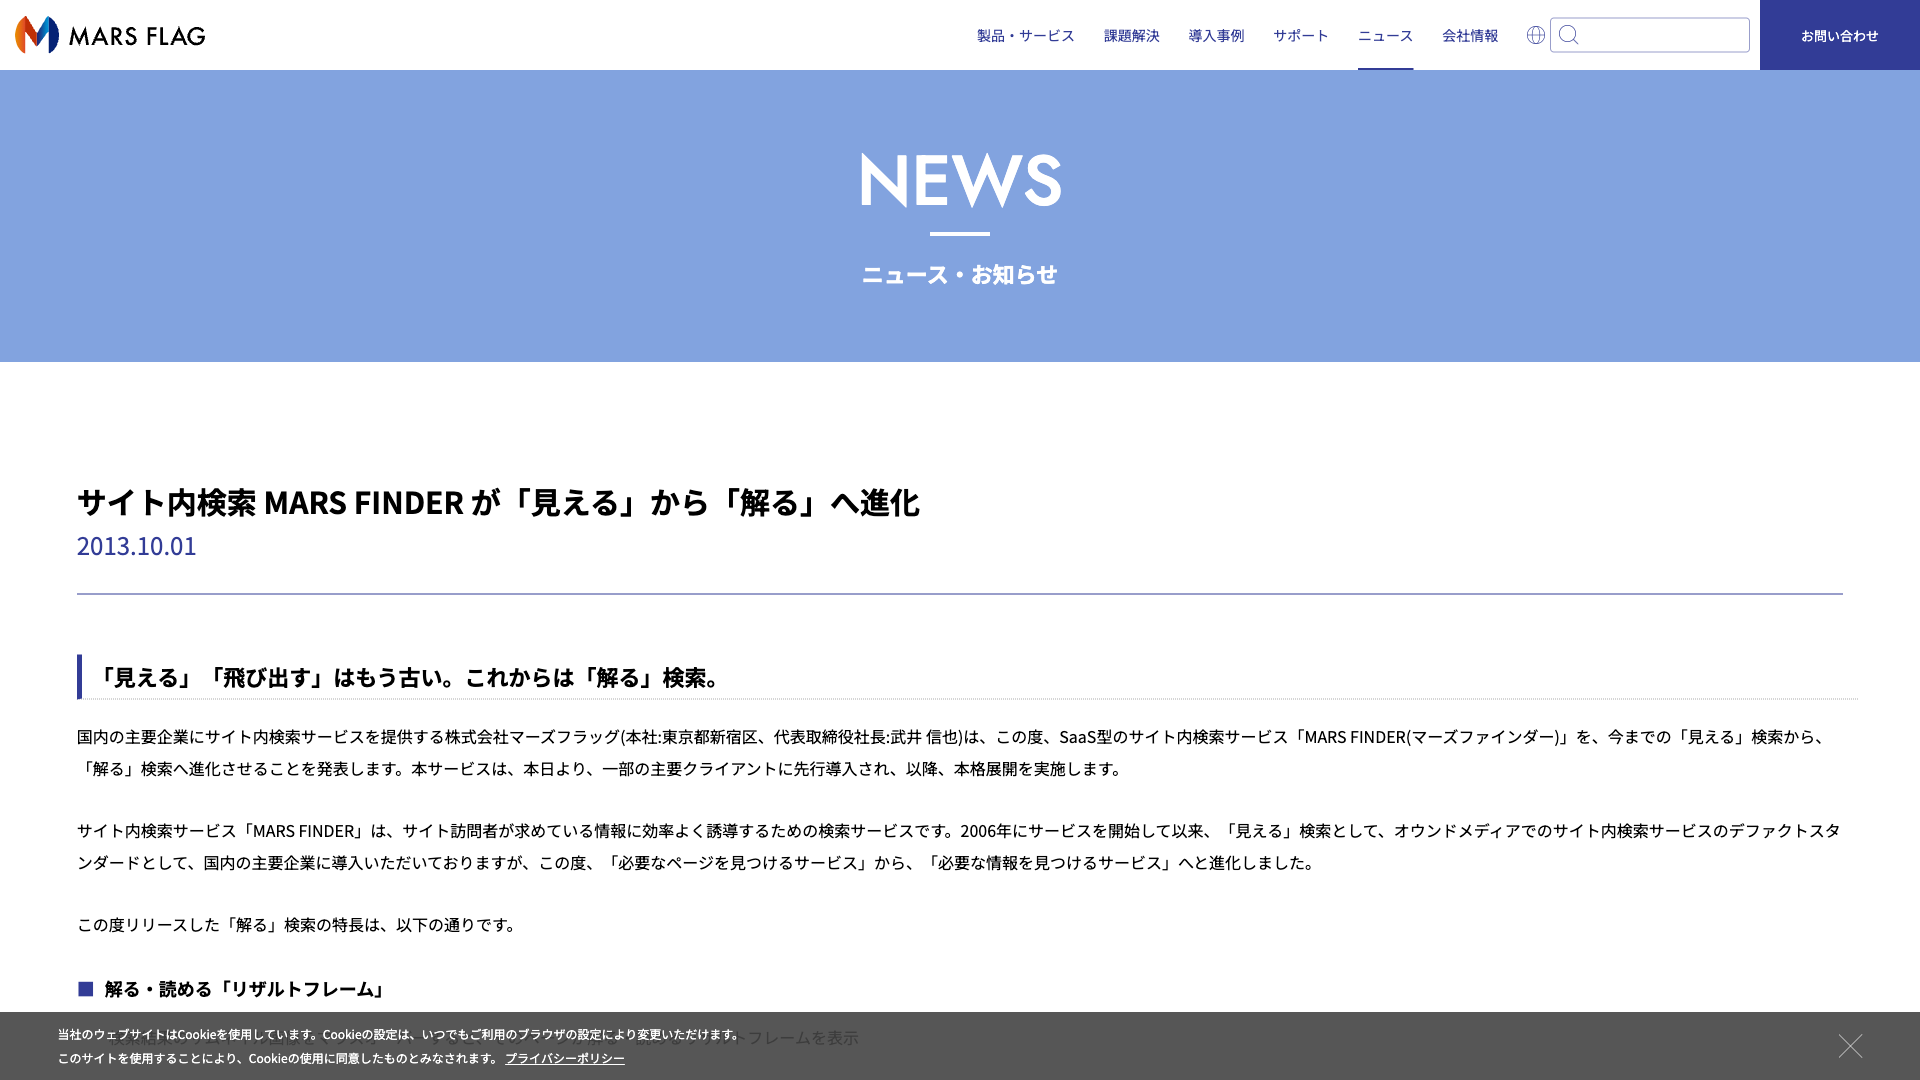 MARS FLAG
製品・サービス 課題解決 導入事例 サポート ニュース 会社情報 お問い合わせ
NEWS
ニュース・お知らせ
サイト内検索 MARS FINDER が「見える」から「解る」へ進化
2013.10.01
「見える」「飛び出す」はもう古い。これからは「解る」検索。
国内の主要企業にサイト内検索サービスを提供する株式会社マーズフラッグ(本社:東京都新宿区、代表取締役社長:武井 信也)は、この度、SaaS型のサイト内検索サービス「MARS FINDER(マーズファインダー)」を、今までの「見える」検索から、
「解る」検索へ進化させることを発表します。本サービスは、本日より、一部の主要クライアントに先行導入され、以降、本格展開を実施します。
サイト内検索サービス「MARS FINDER」は、サイト訪問者が求めている情報に効率よく誘導するための検索サービスです。2006年にサービスを開始して以来、「見える」検索として、オウンドメディアでのサイト内検索サービスのデファクトスタ
ンダードとして、国内の主要企業に導入いただいておりますが、この度、「必要なページを見つけるサービス」から、「必要な情報を見つけるサービス」へと進化しました。
この度リリースした「解る」検索の特長は、以下の通りです。
■ 解る・読める「リザルトフレーム」
当社のウェブサイトはCookieを使用しています。Cookieの設定は、いつでもご利用のブラウザの設定により変更いただけます。
トフレームを表示
このサイトを使用することにより、Cookieの使用に同意したものとみなされます。 プライバシーポリシー